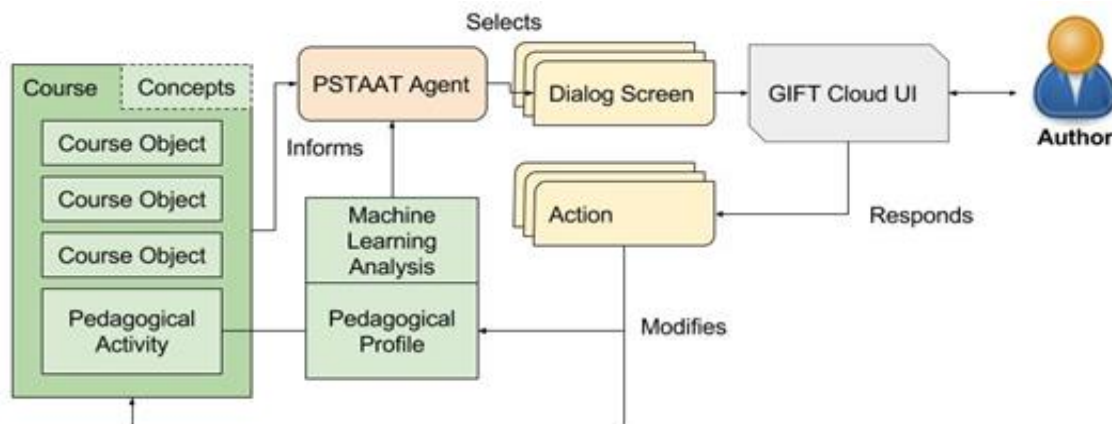 Selects
Course
Concepts
PSTAAT Agent
Dialog Screen
GIFT Cloud UI
Author
Course Object
Informs
Course Object
Course Object
Machine
Learning
Analysis
Action
Responds
Pedagogical
Activity
Pedagogical
Profile
Modifies